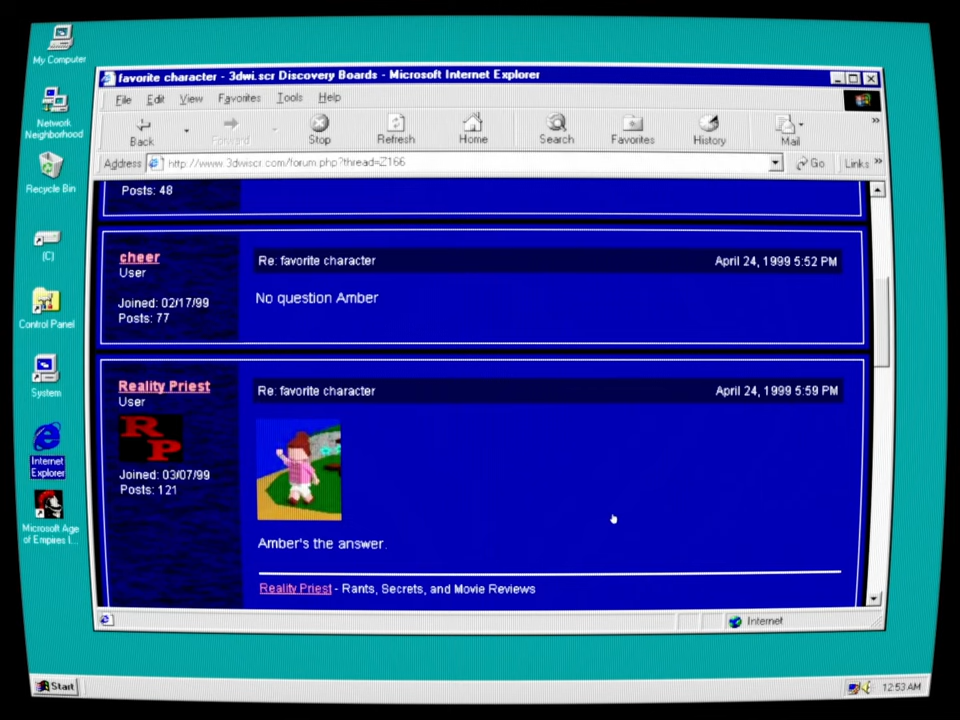 My Computer
Network
Neighborhood
Recycle Bin
(C)
Control Panel
System
Internet
Explorer
Microsoft Age
of Empires I...
favorite character - 3dwi.scr Discovery Boards - Microsoft Internet Explorer
File Edit View Favorites Tools Help
Back Forward Stop Refresh Home Search Favorites History Mail »
Address http://www.3dwiscr.com/forum.php?thread=Z166 Go Links »
Posts: 48
cheer
User
Joined: 02/17/99
Posts: 77
Re: favorite character April 24, 1999 5:52 PM
No question Amber
Reality Priest
User
RP
Joined: 03/07/99
Posts: 121
Re: favorite character April 24, 1999 5:59 PM
Amber's the answer.
Reality Priest - Rants, Secrets, and Movie Reviews
Internet
Start
12:53 AM